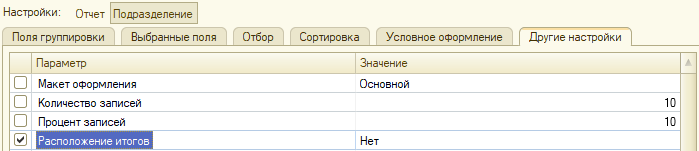 Настройки: Отчет Подразделение
Поля группировки Выбранные поля Отбор Сортировка Условное оформление Другие настройки
Параметр Значение
Макет оформления Основной
Количество записей 10
Процент записей 10
Расположение итогов Нет